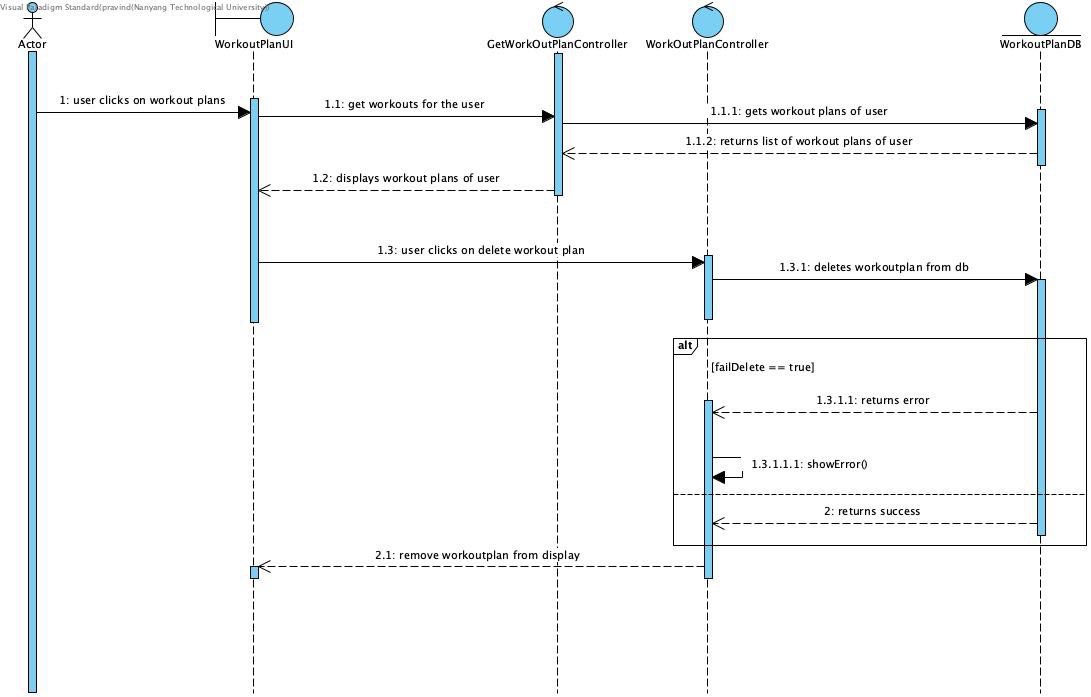 Visual Paradigm Standard(pravind(Nanyang Technological University))
Actor
WorkoutPlanUI
GetWorkOutPlanController
WorkOutPlanController
WorkoutPlanDB
1: user clicks on workout plans
1.1: get workouts for the user
1.1.1: gets workout plans of user
1.1.2: returns list of workout plans of user
1.2: displays workout plans of user
1.3: user clicks on delete workout plan
1.3.1: deletes workoutplan from db
alt
[failDelete == true]
1.3.1.1: returns error
1.3.1.1.1: showError()
2: returns success
2.1: remove workoutplan from display